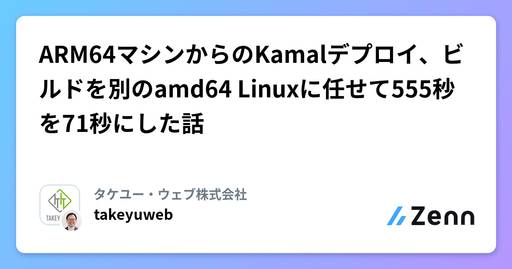 ARM64マシンからのKamalデプロイ、ビ
ルドを別のamd64 Linuxに任せて555秒
を71秒にした話
タケユー・ウェブ株式会社
takeyuweb
Zenn